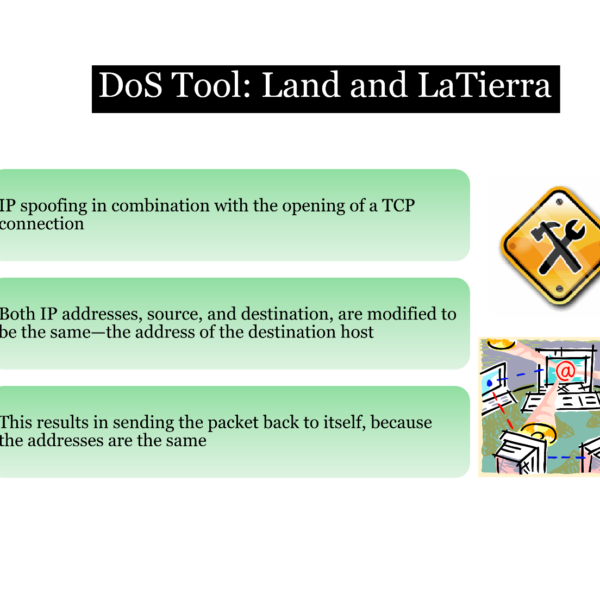 DoS Tool: Land and LaTierra
IP spoofing in combination with the opening of a TCP
connection
Both IP addresses, source, and destination, are modified to
be the same—the address of the destination host
This results in sending the packet back to itself, because
the addresses are the same
@